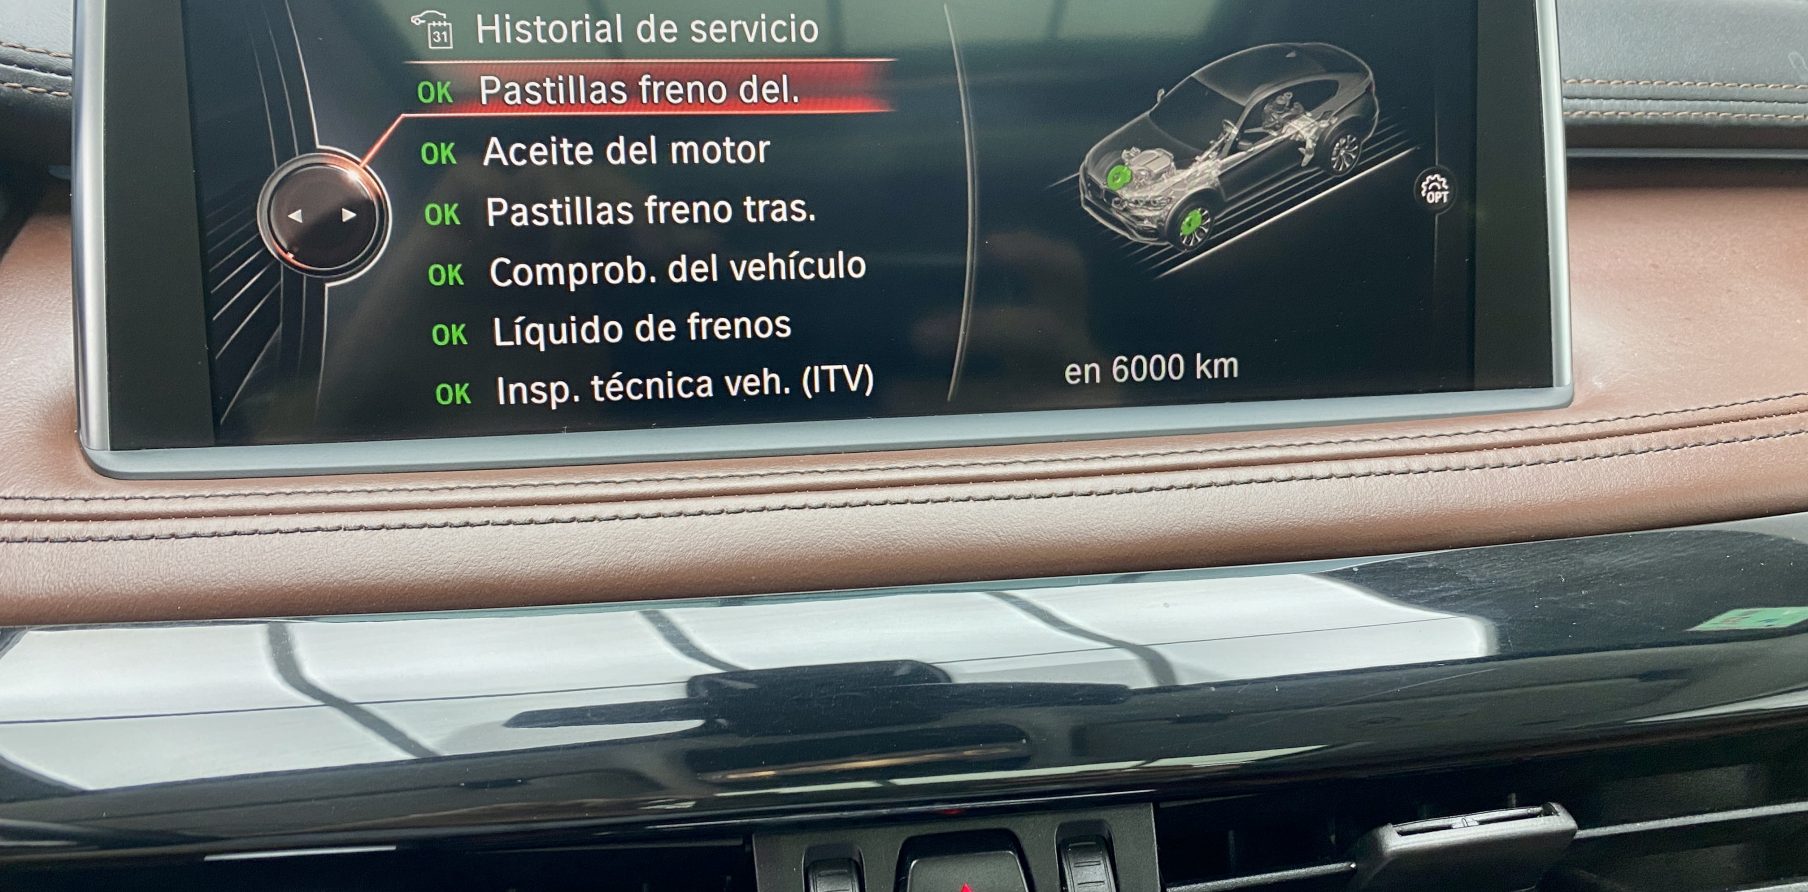 31 Historial de servicio
OK Pastillas freno del.
OK Aceite del motor
OK Pastillas freno tras.
OK Comprob. del vehículo
OK Líquido de frenos
OK Insp. técnica veh. (ITV)
OPT
en 6000 km